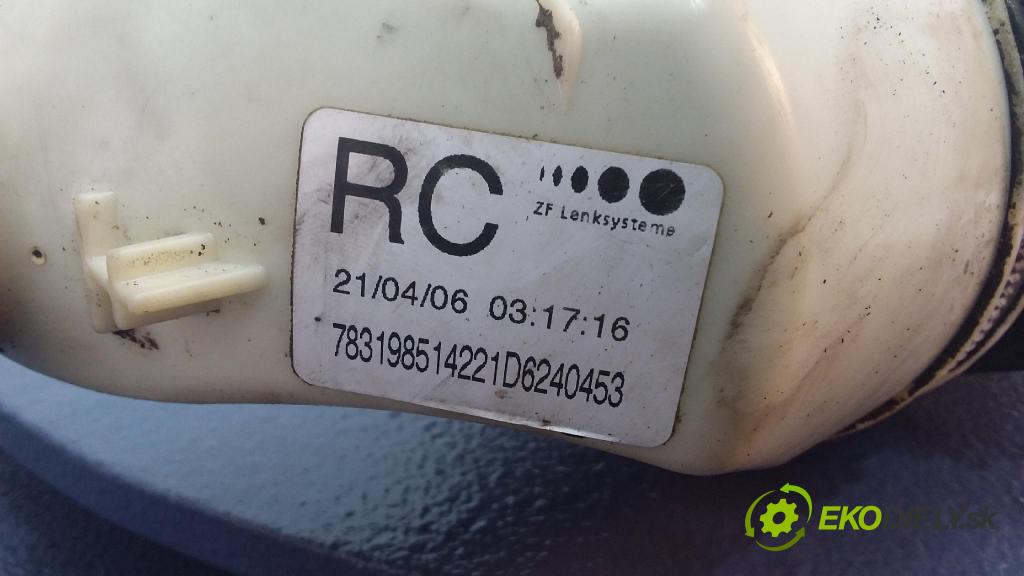 RC
ZF Lenksysteme
21/04/06 03:17:16
783198514221D6240453
EKODIELY.sk